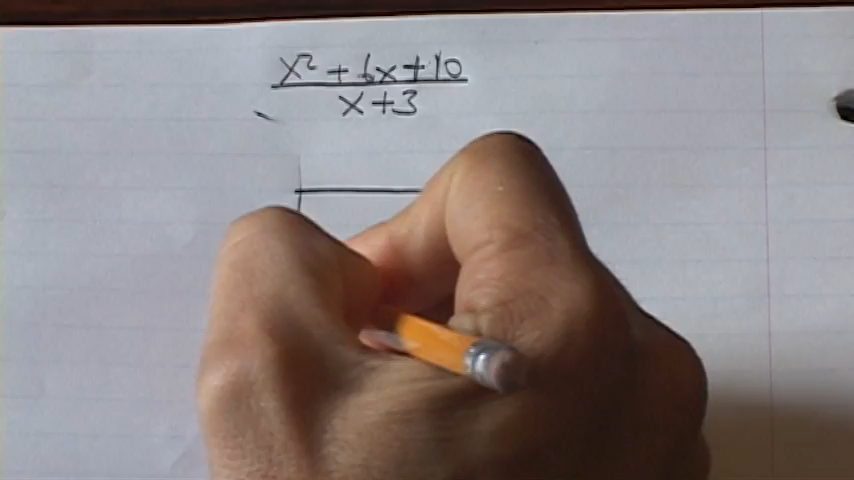 x² + 6x + 10
x + 3